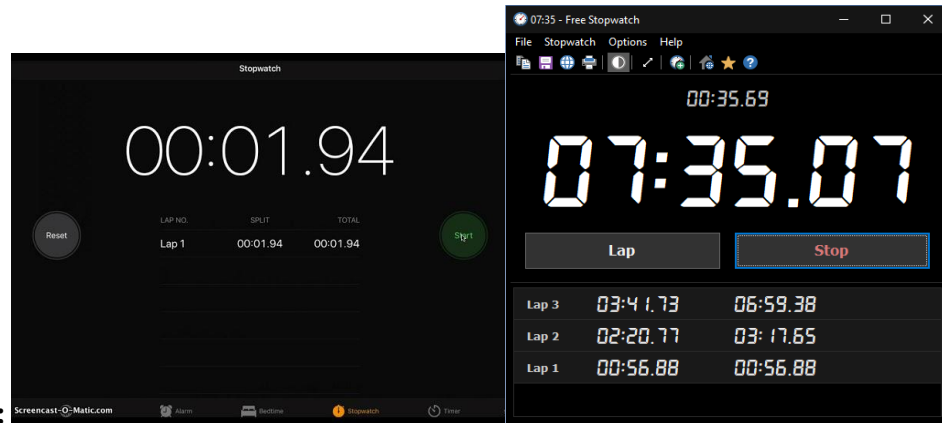 Stopwatch
00:01.94
Reset
Start
LAP NO. SPLIT TOTAL
Lap 1 00:01.94 00:01.94
Screencast-O-Matic.com
Alarm Bedtime Stopwatch Timer
07:35 - Free Stopwatch
File Stopwatch Options Help
00:35.69
07:35.07
Lap Stop
Lap 3 03:41.73 06:59.38
Lap 2 02:20.77 03:17.65
Lap 1 00:56.88 00:56.88